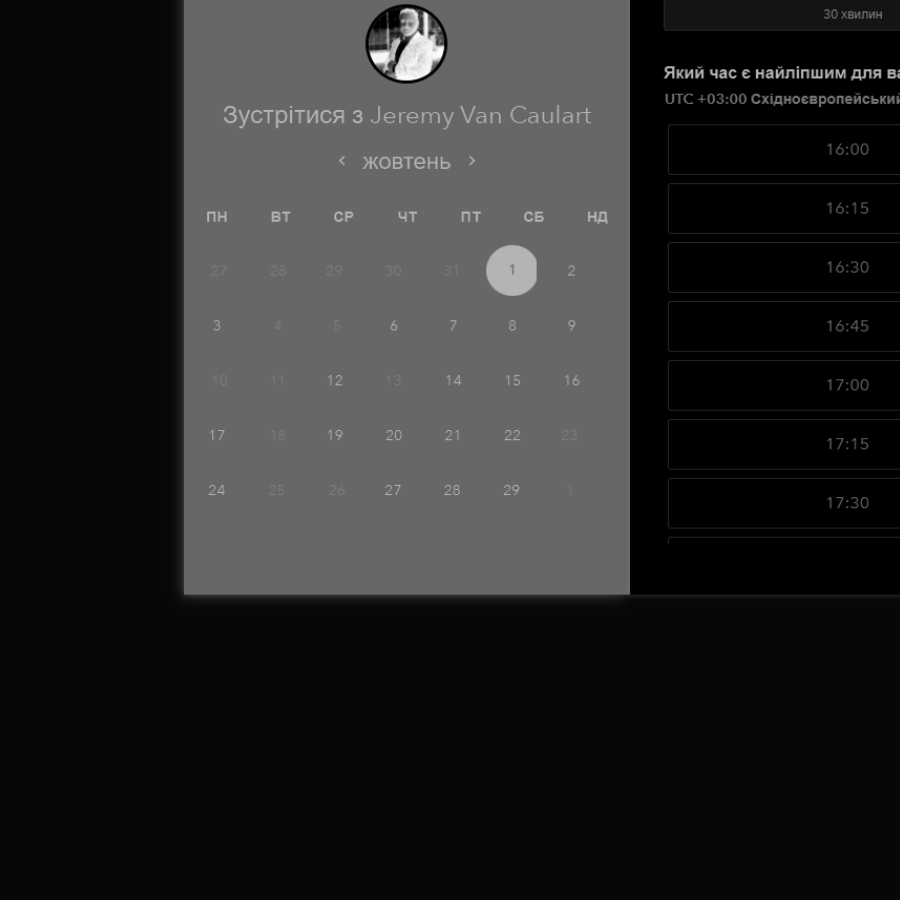 Зустрітися з Jeremy Van Caulart
жовтень
ПН ВТ СР ЧТ ПТ СБ НД
27 28 29 30 31 1 2
3 4 5 6 7 8 9
10 11 12 13 14 15 16
17 18 19 20 21 22 23
24 25 26 27 28 29 1
30 хвилин
Який час є найліпшим для ва
UTC +03:00 Східноєвропейський
16:00
16:15
16:30
16:45
17:00
17:15
17:30